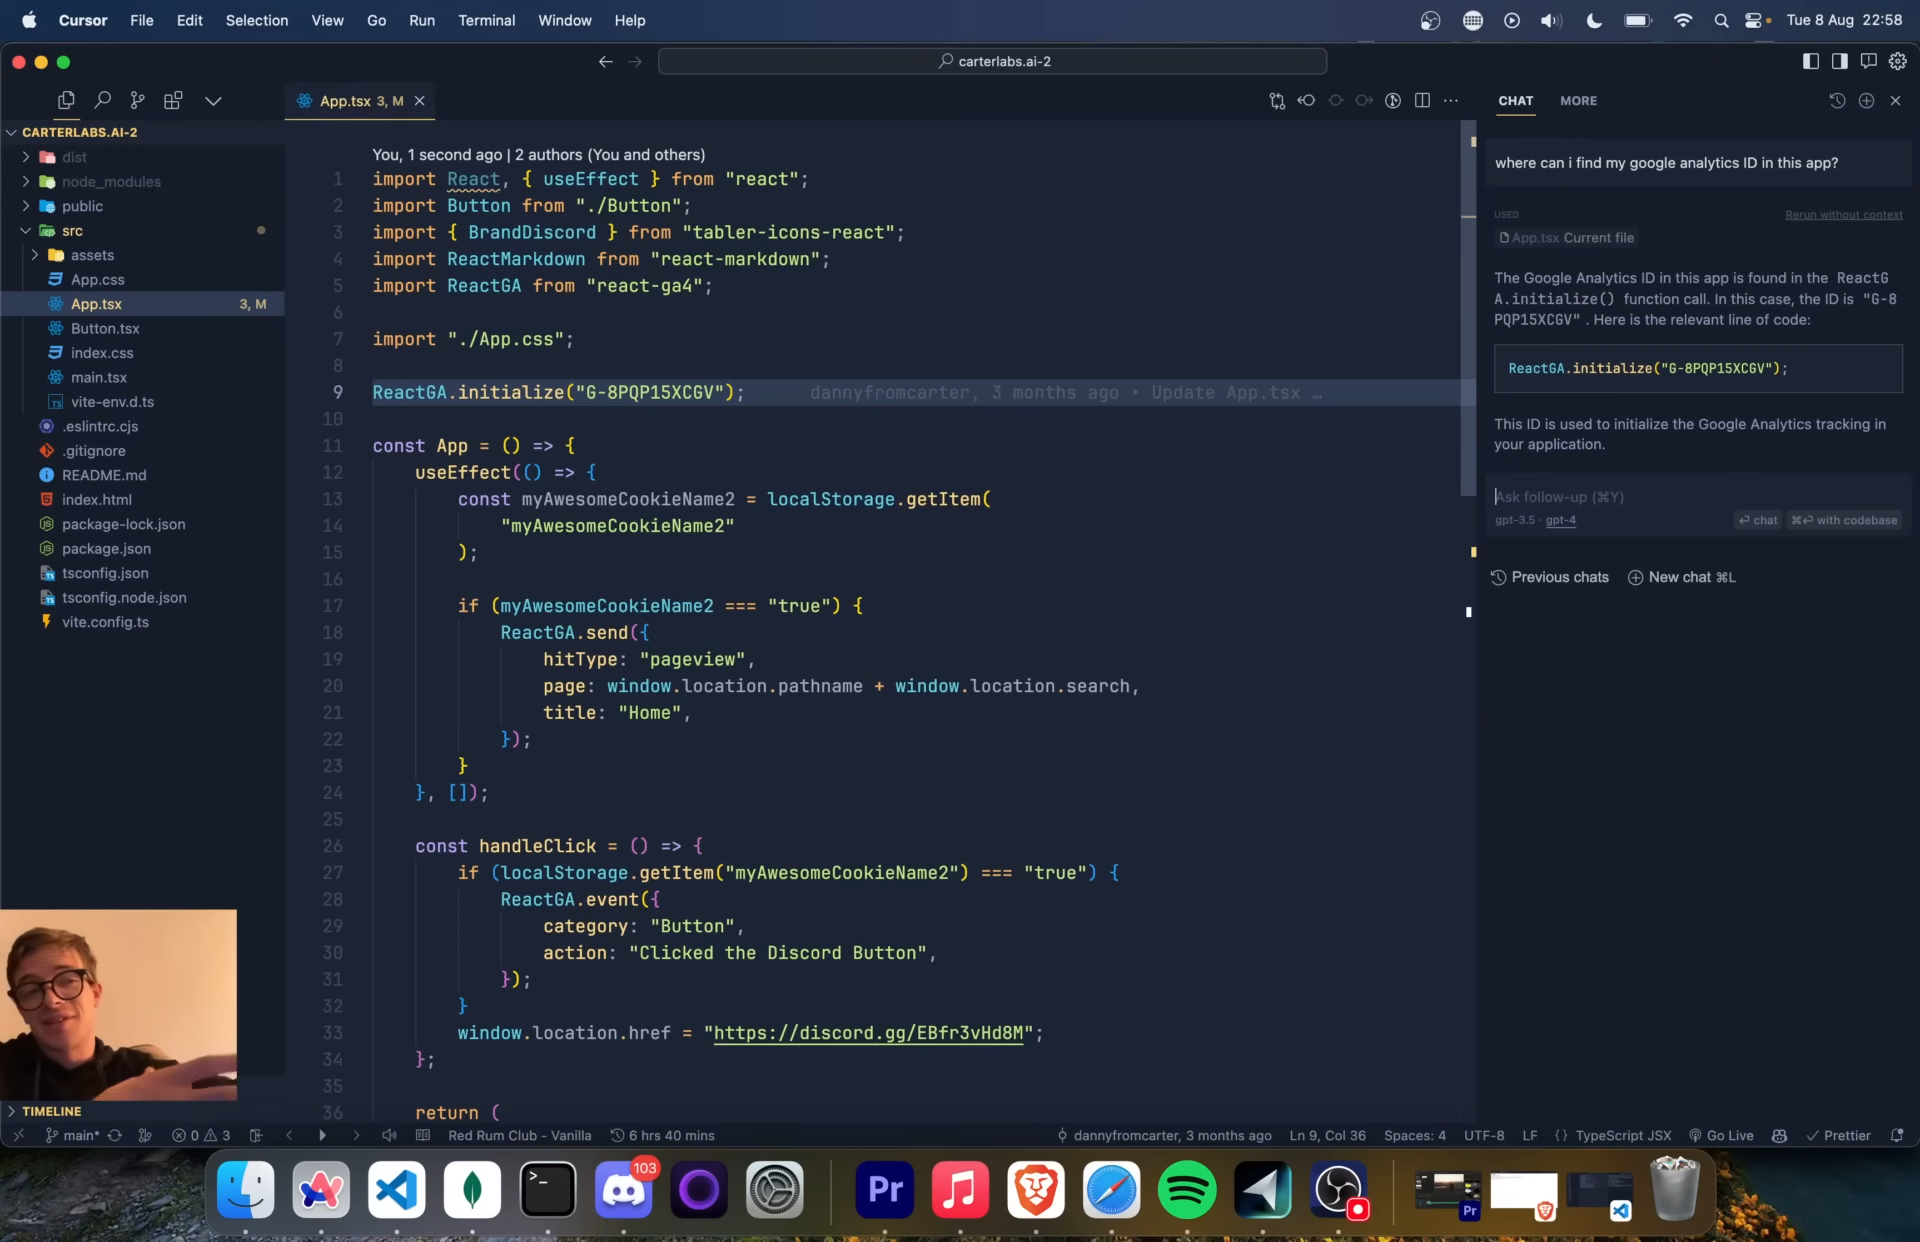 Cursor File Edit Selection View Go Run Terminal Window Help Tue 8 Aug 22:58
carterlabs.ai-2
App.tsx 3, M
CHAT MORE
CARTERLABS.AI-2
dist
node_modules
public
src
assets
App.css
App.tsx 3, M
Button.tsx
index.css
main.tsx
TS vite-env.d.ts
.eslintrc.cjs
.gitignore
README.md
index.html
package-lock.json
package.json
tsconfig.json
tsconfig.node.json
vite.config.ts
TIMELINE
You, 1 second ago | 2 authors (You and others)
1 import React, { useEffect } from "react";
2 import Button from "./Button";
3 import { BrandDiscord } from "tabler-icons-react";
4 import ReactMarkdown from "react-markdown";
5 import ReactGA from "react-ga4";
6
7 import "./App.css";
8
9 ReactGA.initialize("G-8PQP15XCGV"); dannyfromcarter, 3 months ago • Update App.tsx …
10
11 const App = () => {
12 useEffect(() => {
13 const myAwesomeCookieName2 = localStorage.getItem(
14 "myAwesomeCookieName2"
15 );
16
17 if (myAwesomeCookieName2 === "true") {
18 ReactGA.send({
19 hitType: "pageview",
20 page: window.location.pathname + window.location.search,
21 title: "Home",
22 });
23 }
24 }, []);
25
26 const handleClick = () => {
27 if (localStorage.getItem("myAwesomeCookieName2") === "true") {
28 ReactGA.event({
29 category: "Button",
30 action: "Clicked the Discord Button",
31 });
32 }
33 window.location.href = "https://discord.gg/EBfr3vHd8M";
34 };
35
36 return (
where can i find my google analytics ID in this app?
USED Rerun without context
App.tsx Current file
The Google Analytics ID in this app is found in the ReactG
A.initialize() function call. In this case, the ID is "G-8
PQP15XCGV" . Here is the relevant line of code:
ReactGA.initialize("G-8PQP15XCGV");
This ID is used to initialize the Google Analytics tracking in
your application.
Ask follow-up (⌘Y)
gpt-3.5 · gpt-4 ⏎ chat ⌘⏎ with codebase
Previous chats New chat ⌘L
main* 0 3 Red Rum Club - Vanilla 6 hrs 40 mins dannyfromcarter, 3 months ago Ln 9, Col 36 Spaces: 4 UTF-8 LF {} TypeScript JSX Go Live Prettier
103
Pr
Pr